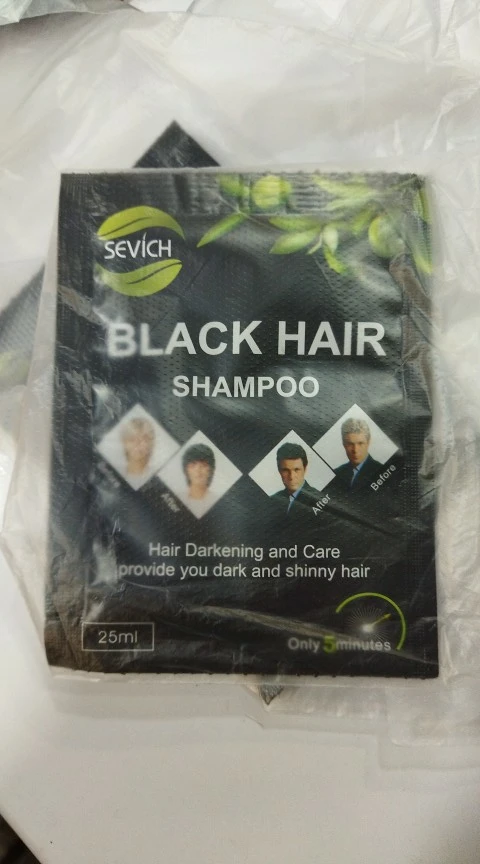 SEVÍCH
BLACK HAIR
SHAMPOO
After
After
Before
Hair Darkening and Care
provide you dark and shinny hair
25ml
Only 5minutes